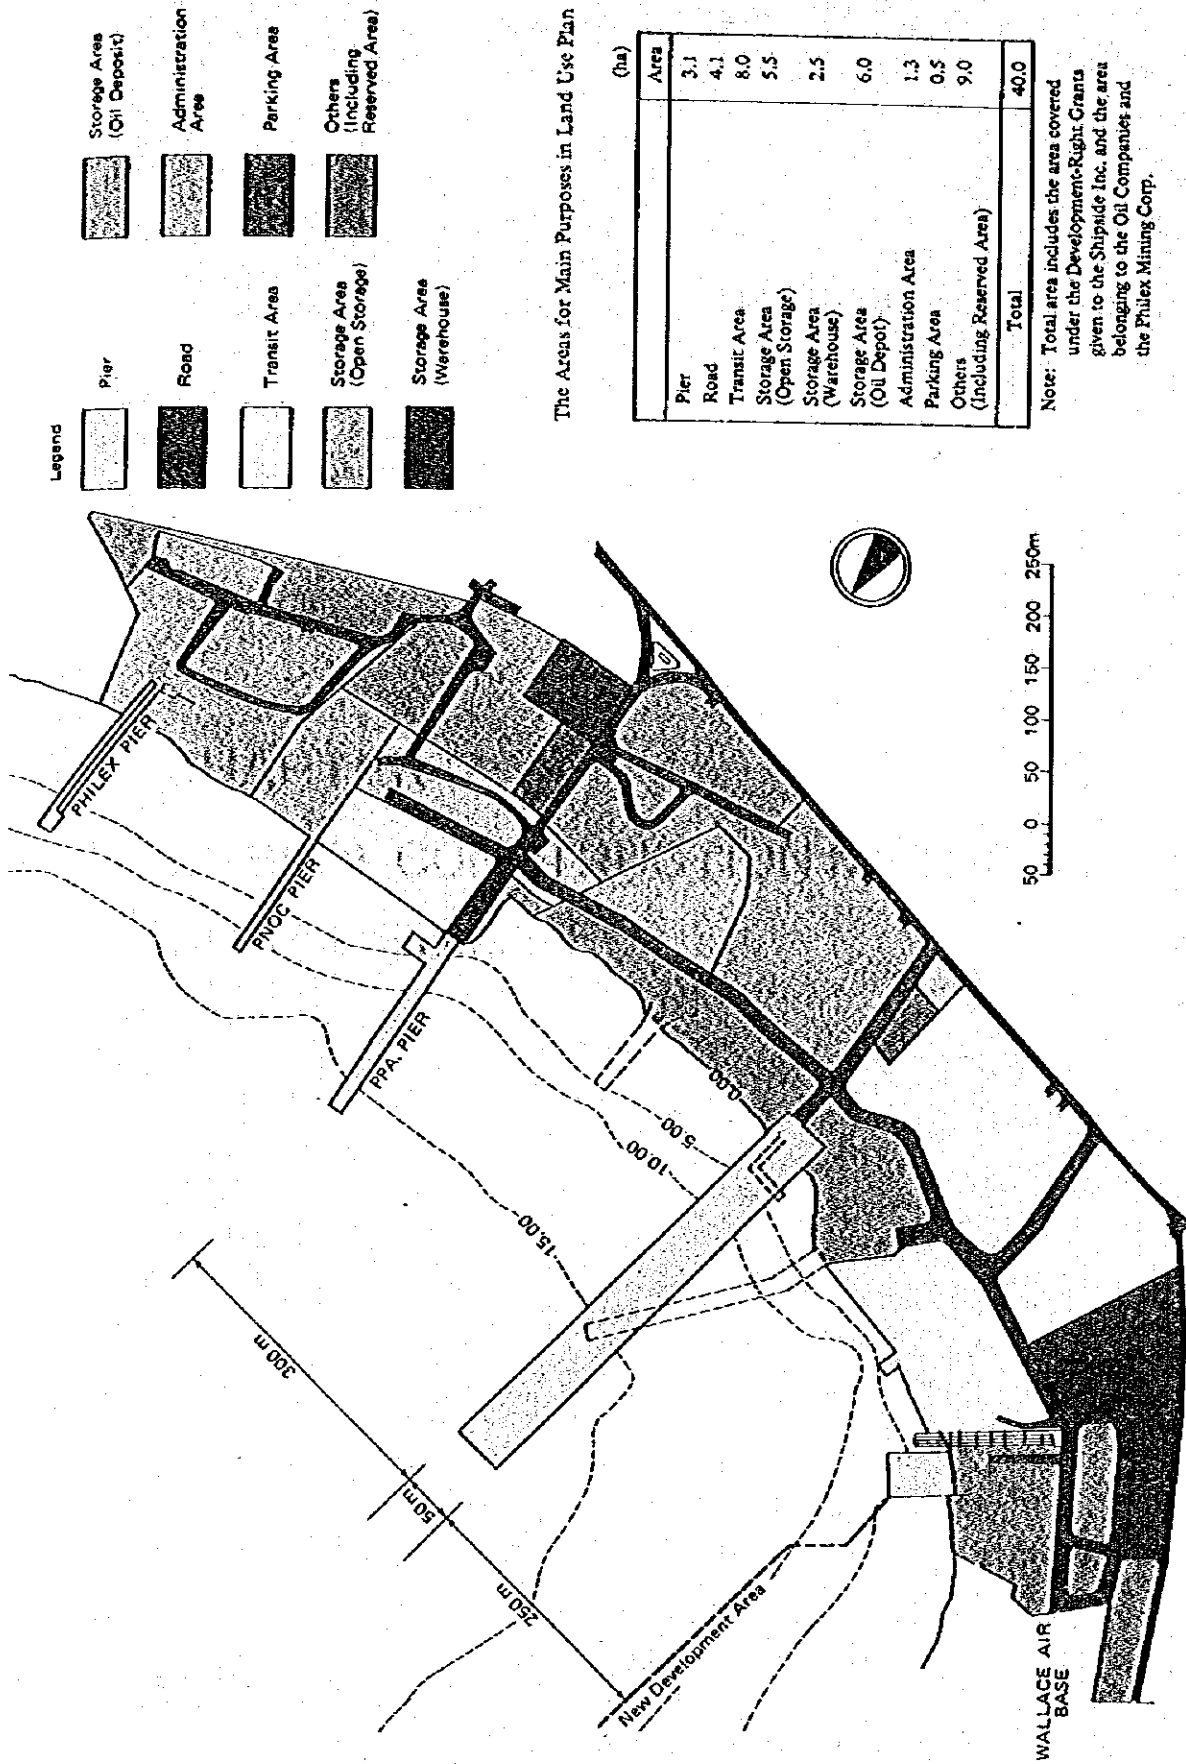 Legend
Pier
Road
Transit Area
Storage Area
(Open Storage)
Storage Area
(Warehouse)
Storage Area
(Oil Deposit)
Administration
Area
Parking Area
Others
(Including
Reserved Area)
The Areas for Main Purposes in Land Use Plan
(ha)
Area
Pier 3.1
Road 4.1
Transit Area 8.0
Storage Area 5.5
(Open Storage)
Storage Area 2.5
(Warehouse)
Storage Area 6.0
(Oil Depot)
Administration Area 1.3
Parking Area 0.5
Others 9.0
(Including Reserved Area)
Total 40.0
Note: Total area includes the area covered
under the Development-Right Grants
given to the Shipside Inc. and the area
belonging to the Oil Companies and
the Philex Mining Corp.
PHILEX PIER
PNOC PIER
PPA. PIER
0.00
5.00
10.00
15.00
300 m
50 m
250 m
New Development Area
WALLACE AIR
BASE
50 0 50 100 150 200 250m